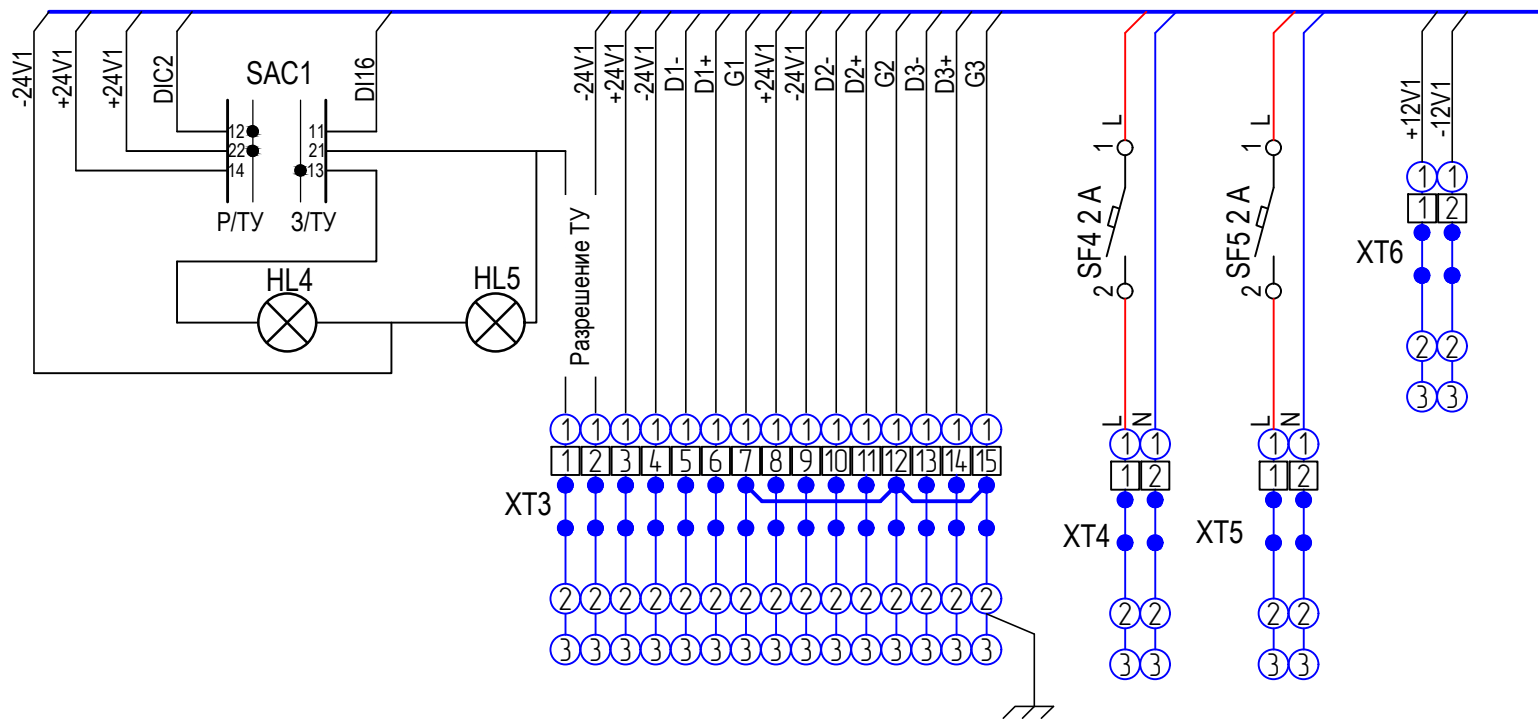 -24V1
+24V1
+24V1
DIC2
SAC1
DI16
12
22
14
11
21
13
Р/ТУ
З/ТУ
HL4
HL5
Разрешение ТУ
-24V1
+24V1
-24V1
D1-
D1+
G1
+24V1
-24V1
D2-
D2+
G2
D3-
D3+
G3
1 1 1 1 1 1 1 1 1 1 1 1 1 1 1
1 2 3 4 5 6 7 8 9 10 11 12 13 14 15
XT3
2 2 2 2 2 2 2 2 2 2 2 2 2 2 2
3 3 3 3 3 3 3 3 3 3 3 3 3 3 3
L
1
SF4 2 A
2
L
N
1 1
1 2
XT4
2 2
3 3
L
1
SF5 2 A
2
L
N
1 1
1 2
XT5
2 2
3 3
+12V1
-12V1
1 1
1 2
XT6
2 2
3 3